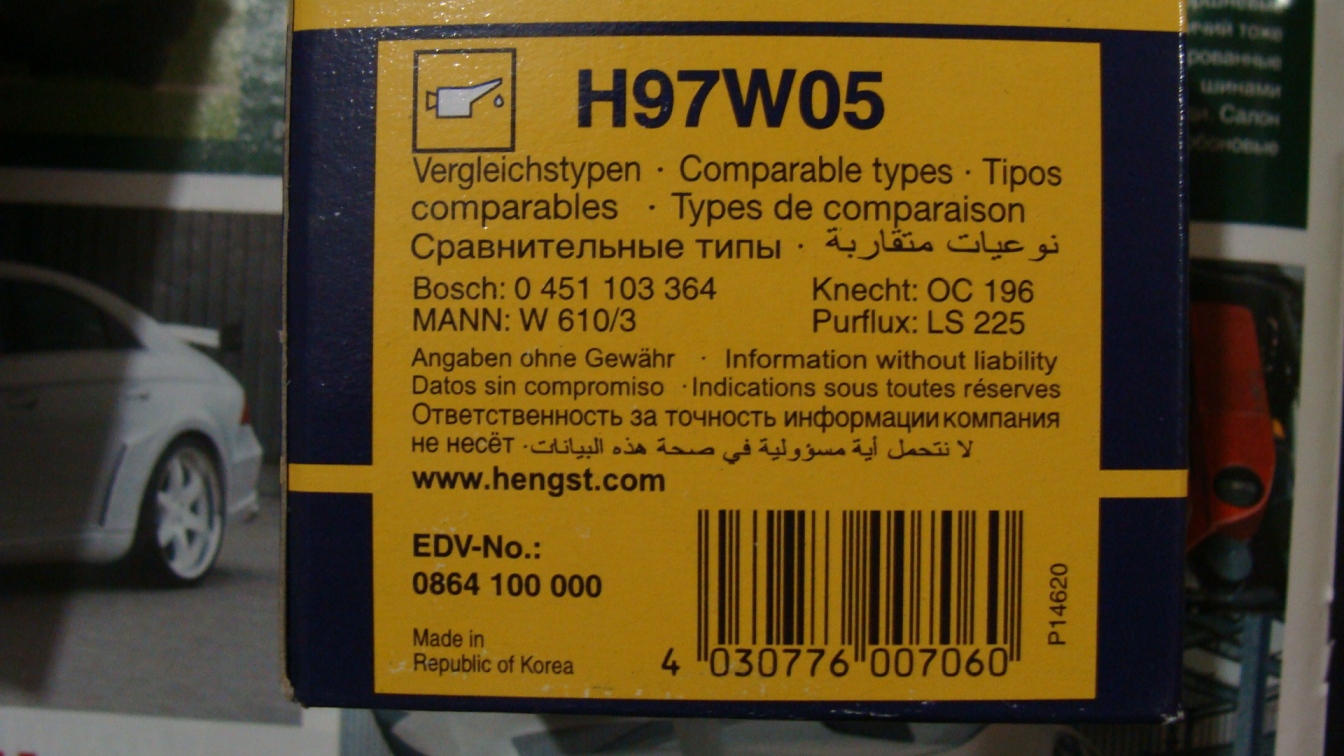 H97W05
Vergleichstypen · Comparable types · Tipos
comparables · Types de comparaison
Сравнительные типы · نوعيات متقاربة
Bosch: 0 451 103 364 Knecht: OC 196
MANN: W 610/3 Purflux: LS 225
Angaben ohne Gewähr · Information without liability
Datos sin compromiso · Indications sous toutes réserves
Ответственность за точность информации компания
не несёт · لا نتحمل أية مسؤولية في صحة هذه البيانات
www.hengst.com
EDV-No.:
0864 100 000
Made in
Republic of Korea
4 030776 007060
P14620
тоже
шинами
Салон